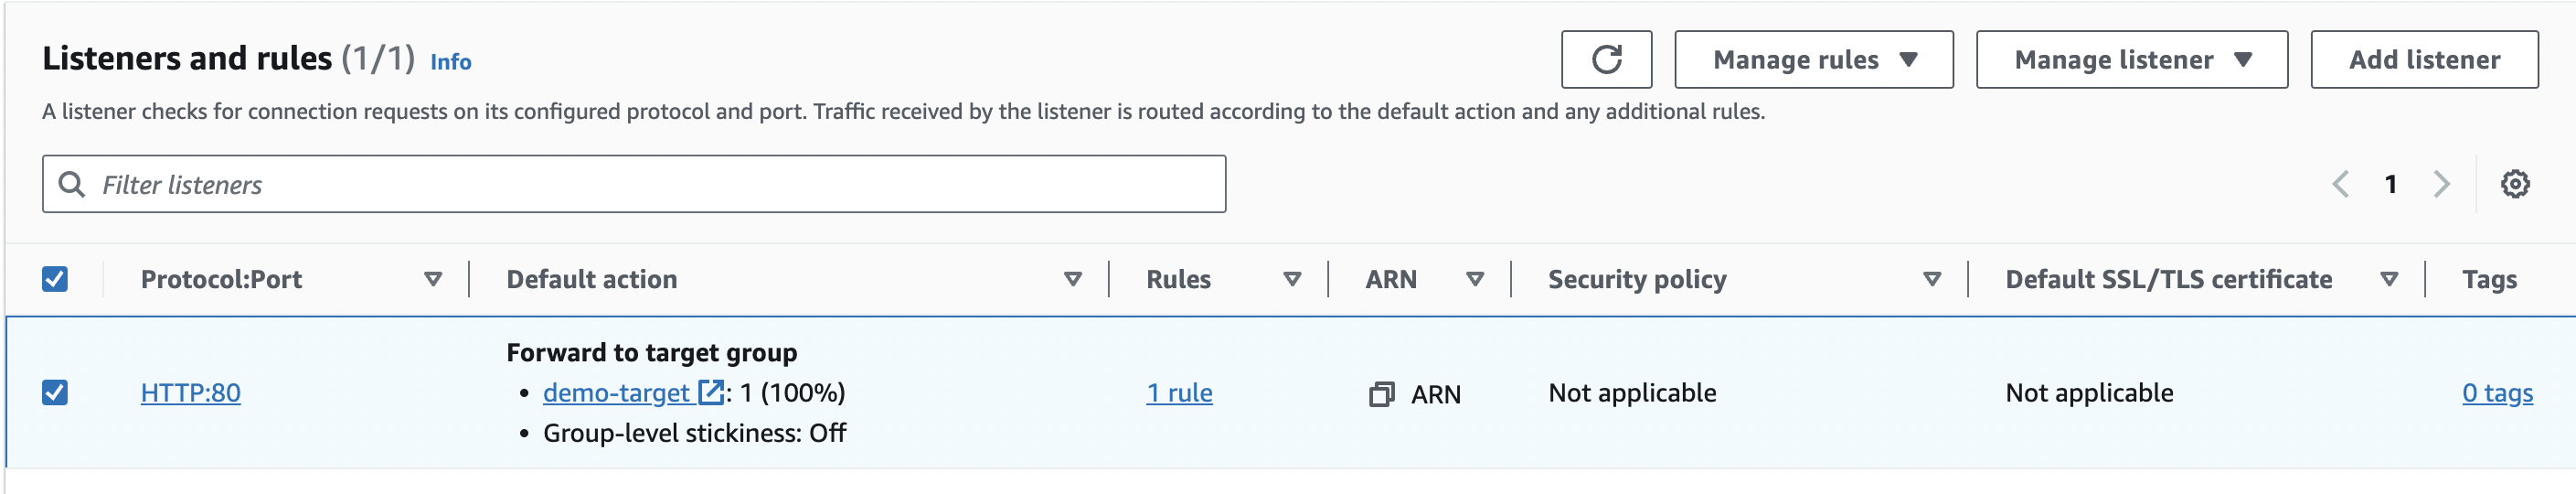 Listeners and rules (1/1) Info
Manage rules
Manage listener
Add listener
A listener checks for connection requests on its configured protocol and port. Traffic received by the listener is routed according to the default action and any additional rules.
Filter listeners
1
Protocol:Port Default action Rules ARN Security policy Default SSL/TLS certificate Tags
Forward to target group
HTTP:80 • demo-target : 1 (100%) 1 rule ARN Not applicable Not applicable 0 tags
• Group-level stickiness: Off